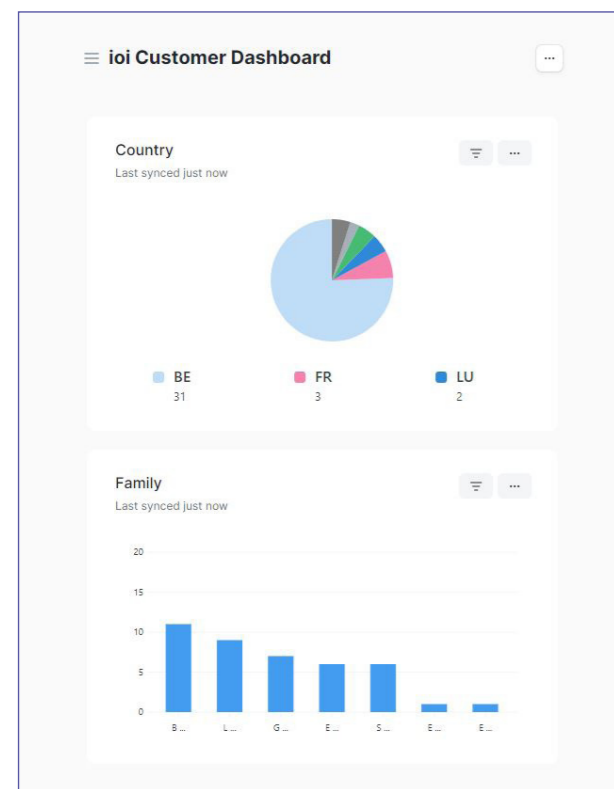 ioi Customer Dashboard
...
Country
...
Last synced just now
BE
FR
LU
31
3
2
Family
...
Last synced just now
20
15
10
5
0
B ...
L ...
G ...
E ...
S ...
E ...
E ...